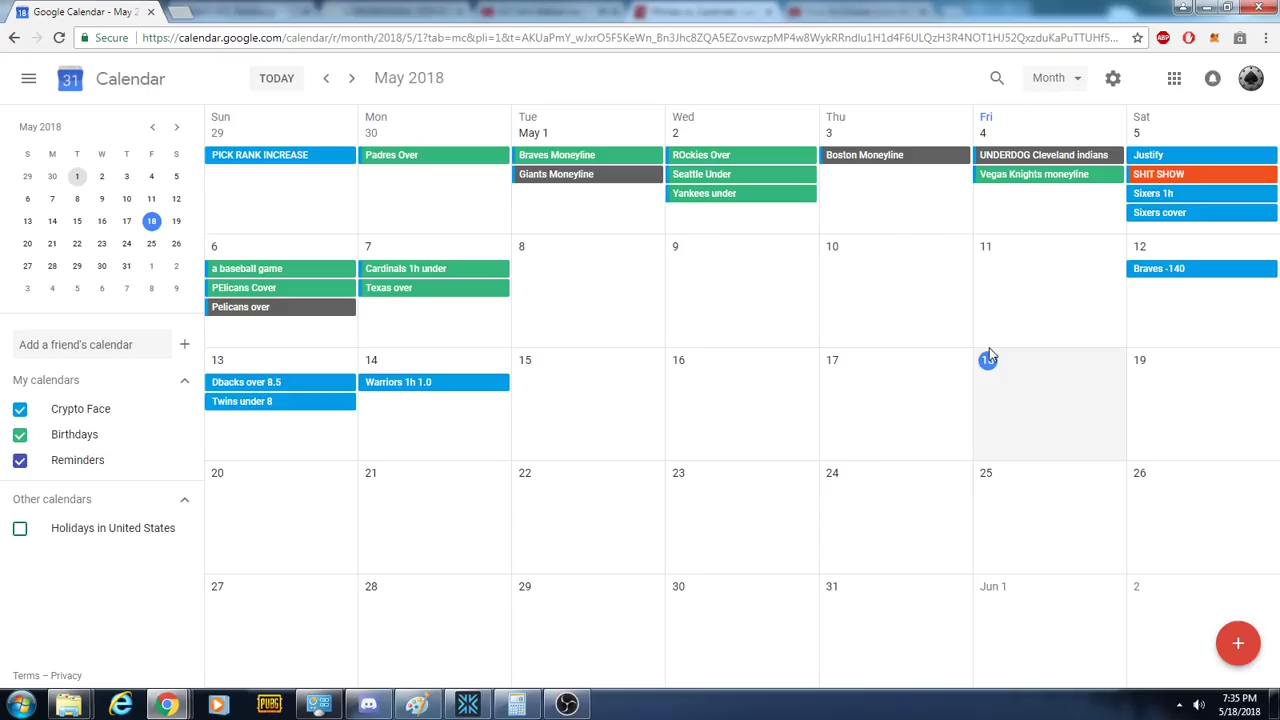 Google Calendar - May 2
Secure
https://calendar.google.com/calendar/r/month/2018/5/1?tab=mc&pli=1&t=AKUaPmY_wJxrO5F5KeWn_Bn3Jhc8ZQA5EZovswzpMP4w8WykRRndlu1H1d4F6ULQzH3R4NOT1HJ52QxzduKaPuTTUHf5...
ABP
31
Calendar
TODAY
May 2018
Month
May 2018
S M T W T F S
29 30 1 2 3 4 5
6 7 8 9 10 11 12
13 14 15 16 17 18 19
20 21 22 23 24 25 26
27 28 29 30 31 1 2
3 4 5 6 7 8 9
Add a friend's calendar
My calendars
Crypto Face
Birthdays
Reminders
Other calendars
Holidays in United States
Terms – Privacy
Sun Mon Tue Wed Thu Fri Sat
29 30 May 1 2 3 4 5
PICK RANK INCREASE Padres Over Braves Moneyline ROckies Over Boston Moneyline UNDERDOG Cleveland indians Justify
Giants Moneyline Seattle Under Vegas Knights moneyline SHIT SHOW
Yankees under Sixers 1h
Sixers cover
6 7 8 9 10 11 12
a baseball game Cardinals 1h under Braves -140
PElicans Cover Texas over
Pelicans over
13 14 15 16 17 19
Dbacks over 8.5 Warriors 1h 1.0
Twins under 8
20 21 22 23 24 25 26
27 28 29 30 31 Jun 1 2
PUBG
7:35 PM
5/18/2018